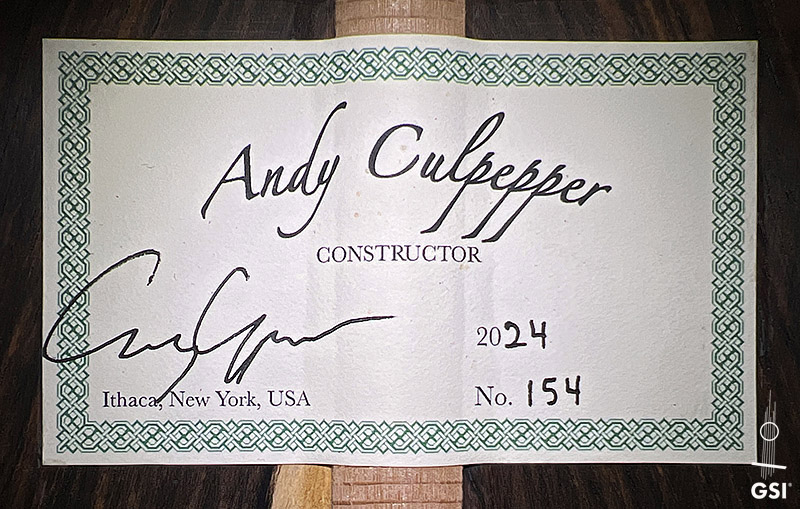 Andy Culpepper
CONSTRUCTOR
2024
Ithaca, New York, USA
No. 154
GSI